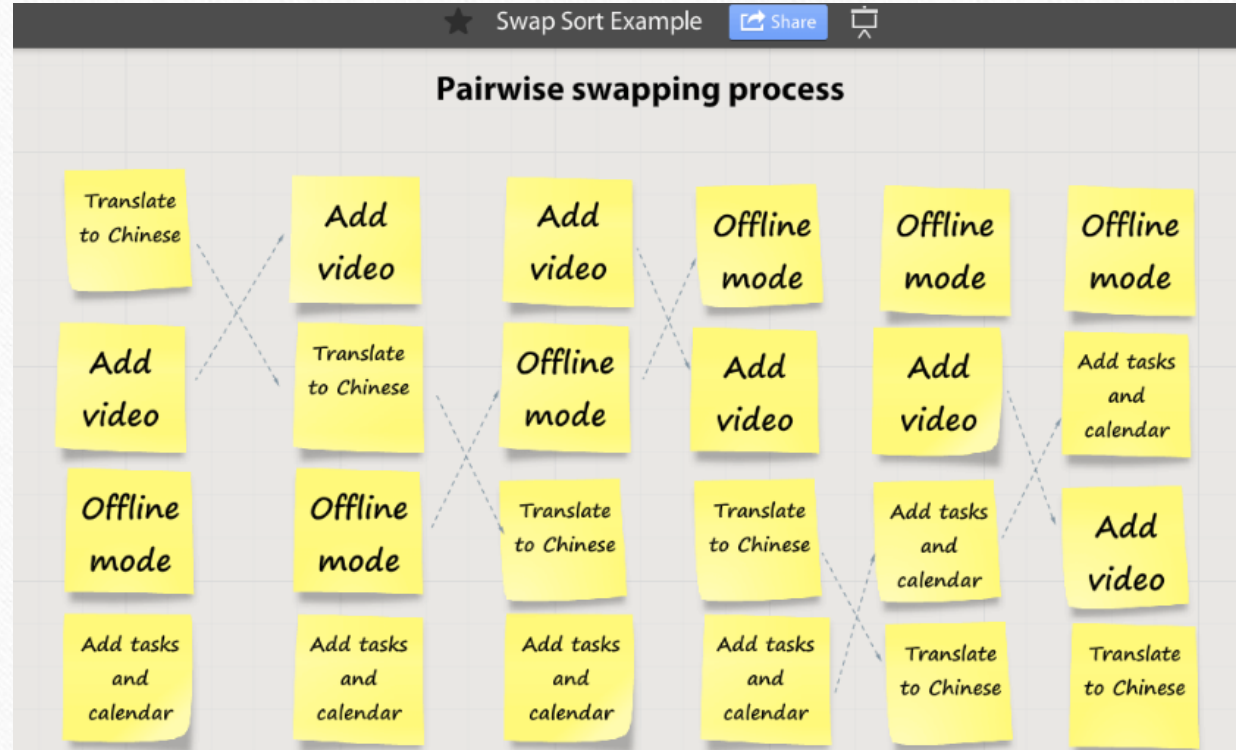 Swap Sort Example
Share
Pairwise swapping process
Translate
to Chinese
Add
video
Offline
mode
Add tasks
and
calendar
Add
video
Translate
to Chinese
Offline
mode
Add tasks
and
calendar
Add
video
Offline
mode
Translate
to Chinese
Add tasks
and
calendar
Offline
mode
Add
video
Translate
to Chinese
Add tasks
and
calendar
Offline
mode
Add
video
Add tasks
and
calendar
Translate
to Chinese
Offline
mode
Add tasks
and
calendar
Add
video
Translate
to Chinese